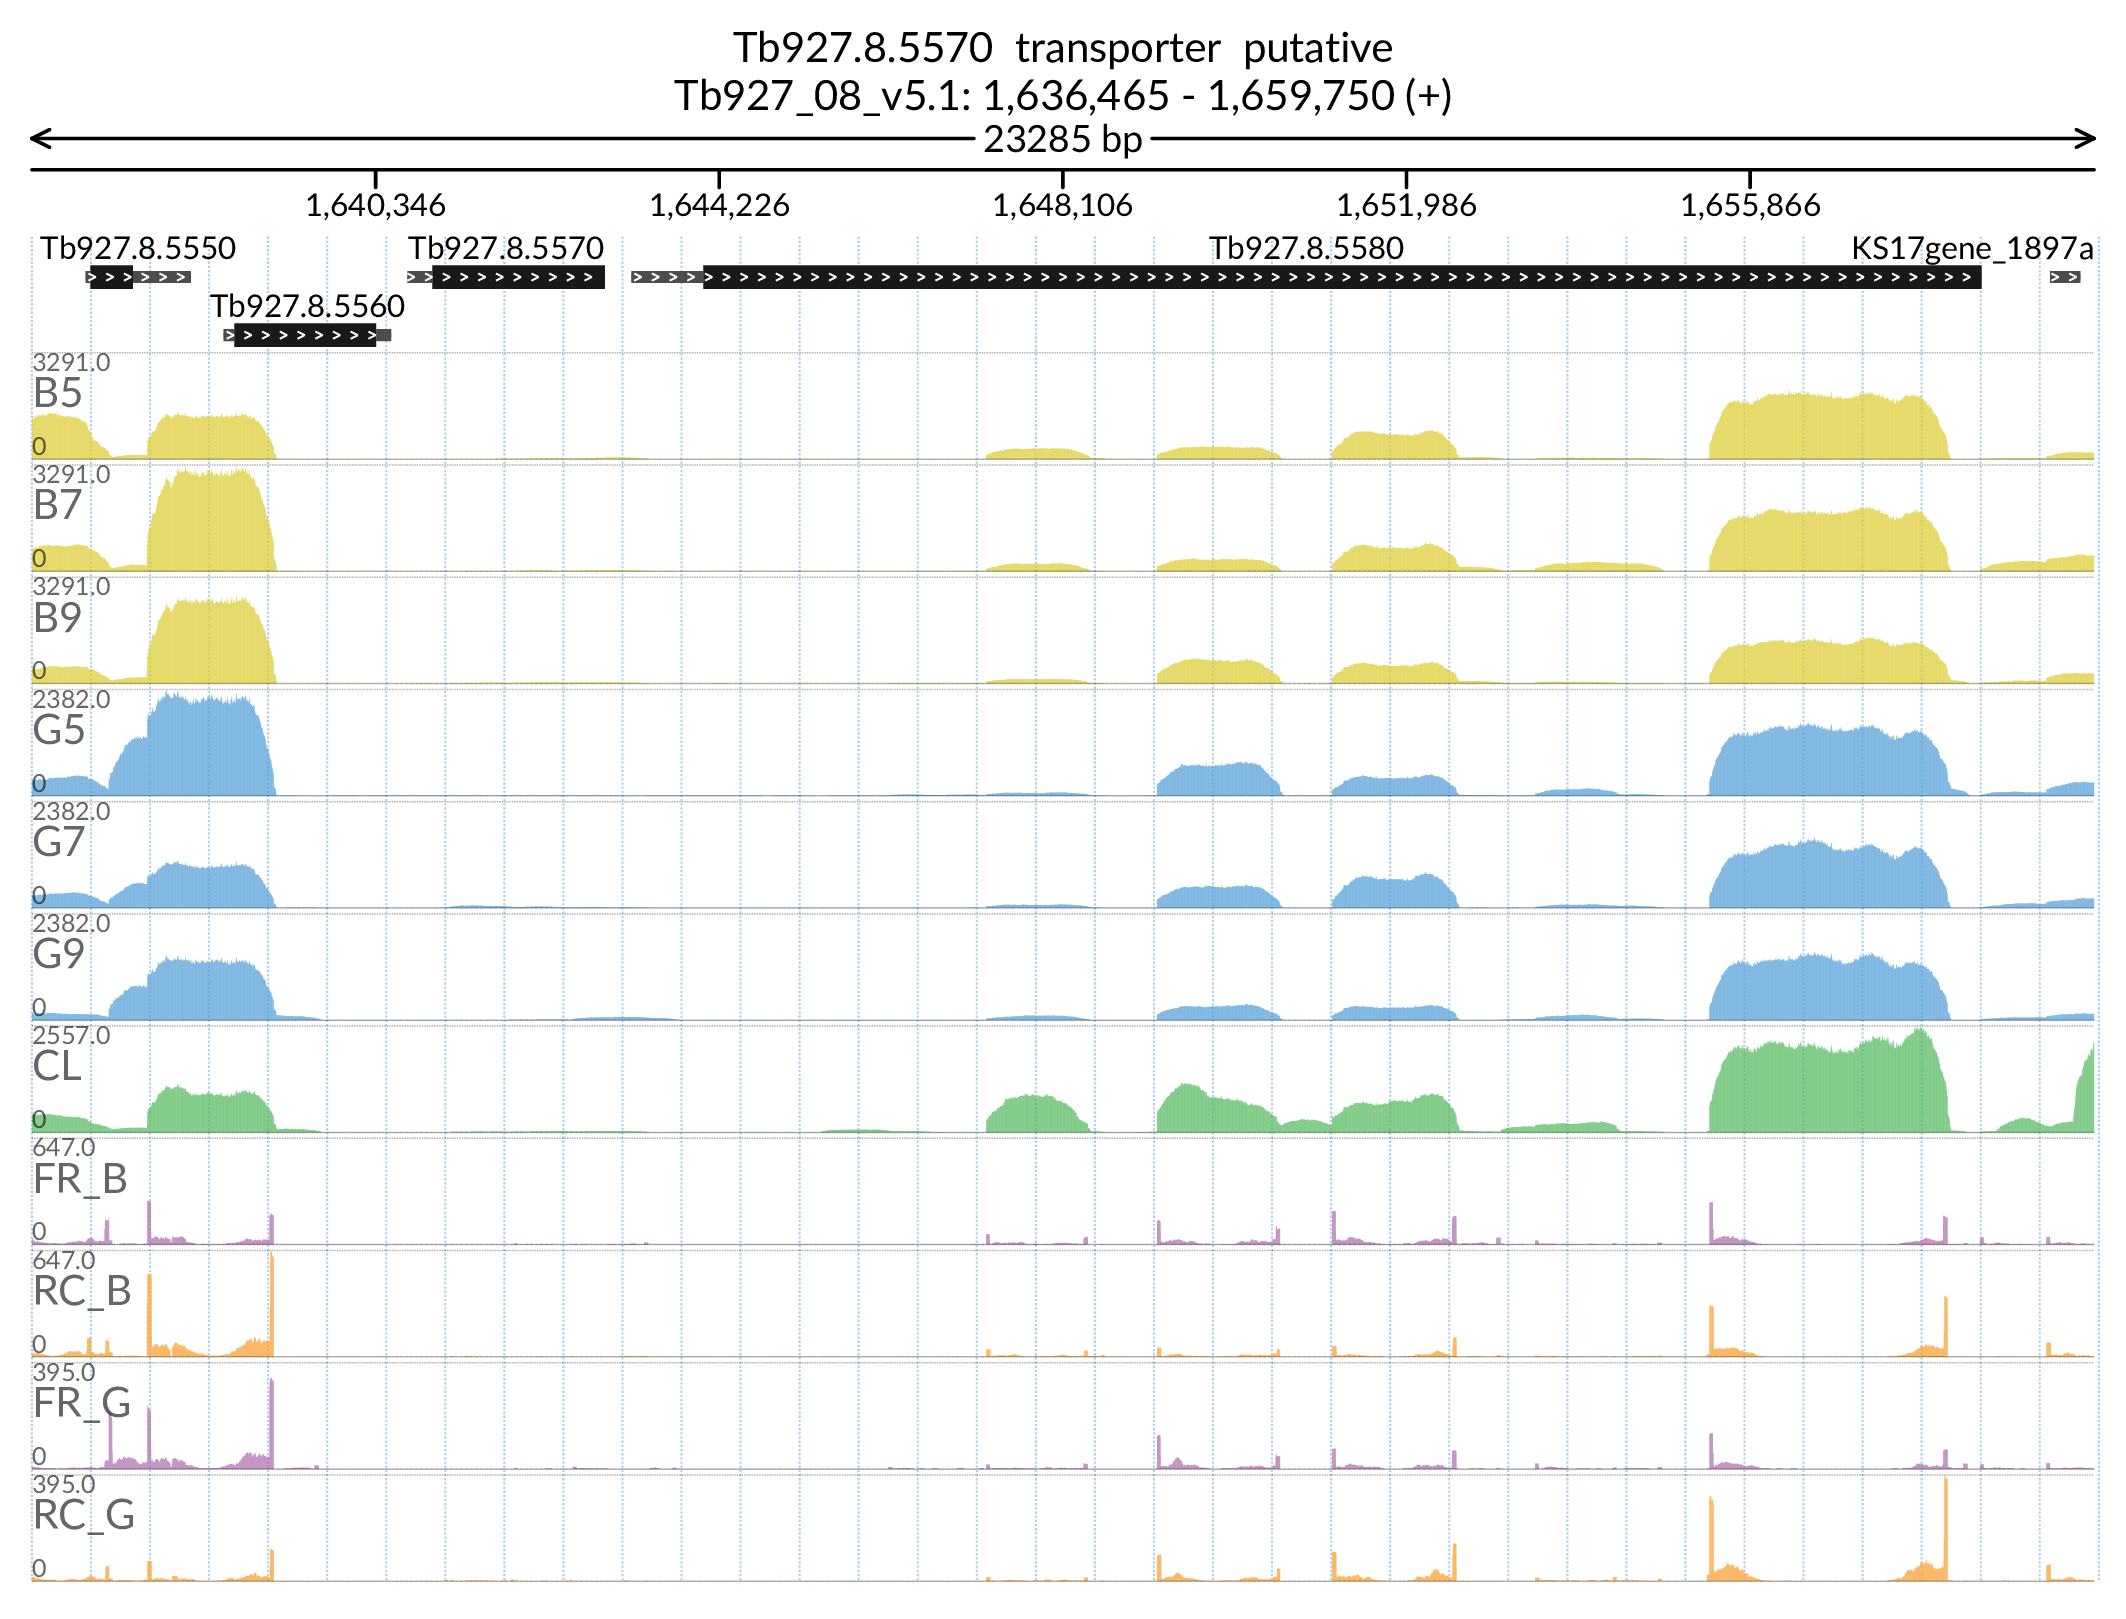 Tb927.8.5570 transporter putative
Tb927_08_v5.1: 1,636,465 - 1,659,750 (+)
23285 bp
1,640,346 1,644,226 1,648,106 1,651,986 1,655,866
Tb927.8.5550 Tb927.8.5570 Tb927.8.5580 KS17gene_1897a
Tb927.8.5560
3291.0
B5
0
3291.0
B7
0
3291.0
B9
0
2382.0
G5
0
2382.0
G7
0
2382.0
G9
0
2557.0
CL
0
647.0
FR_B
0
647.0
RC_B
0
395.0
FR_G
0
395.0
RC_G
0